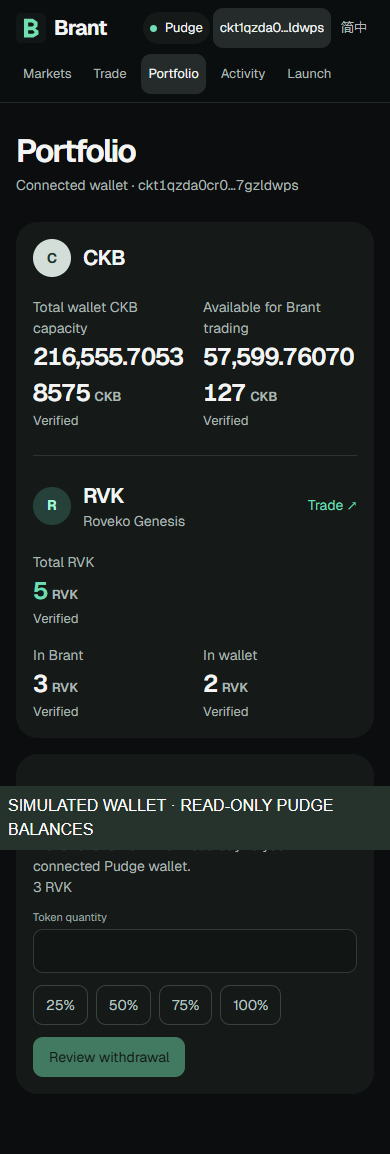 B Brant
Pudge
ckt1qzda0...ldwps
简中
Markets Trade Portfolio Activity Launch
Portfolio
Connected wallet · ckt1qzda0cr0...7gzldwps
C CKB
Total wallet CKB
capacity
216,555.7053
8575 CKB
Verified
Available for Brant
trading
57,599.76070
127 CKB
Verified
R RVK
Roveko Genesis
Trade ↗
Total RVK
5 RVK
Verified
In Brant
3 RVK
Verified
In wallet
2 RVK
Verified
SIMULATED WALLET · READ-ONLY PUDGE
BALANCES
connected Pudge wallet.
3 RVK
Token quantity
25% 50% 75% 100%
Review withdrawal